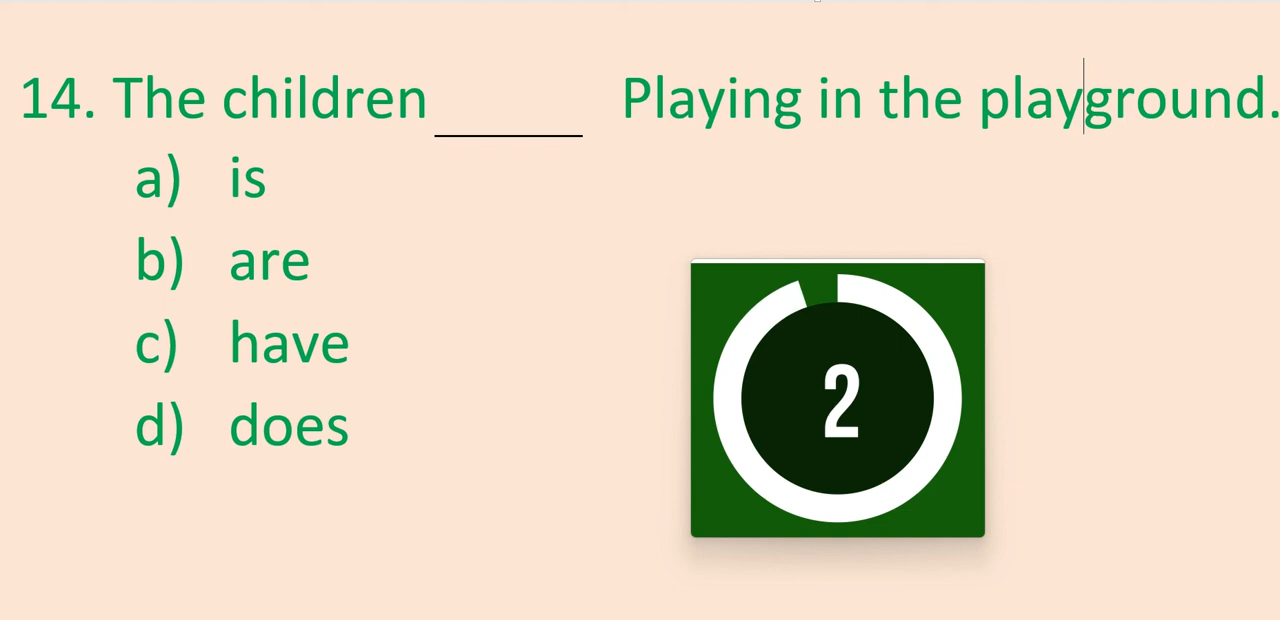 14. The children ______ Playing in the playground.
a) is
b) are
c) have
d) does
2